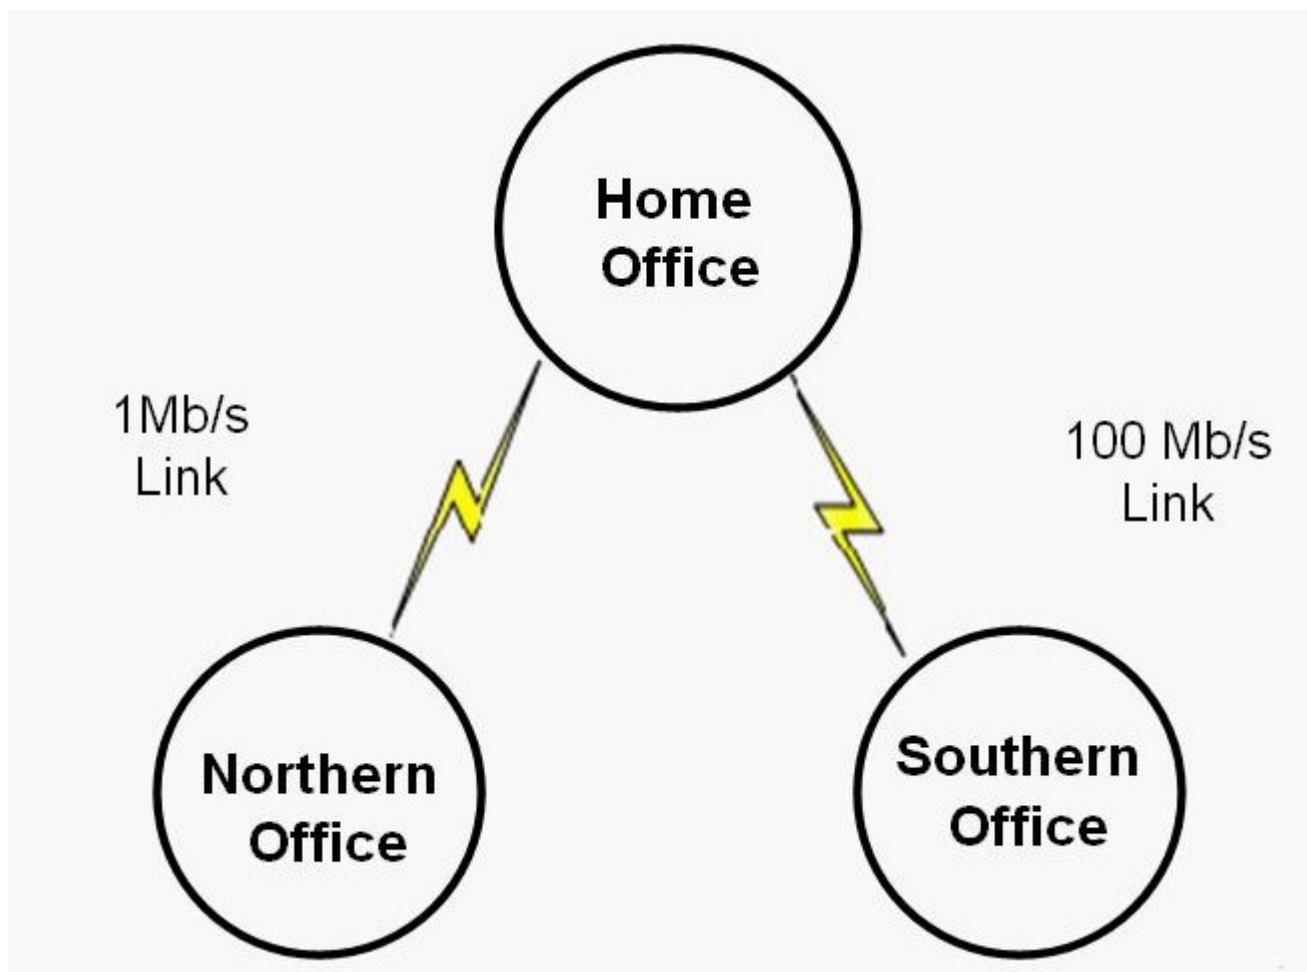 Home
Office
1Mb/s
Link
100 Mb/s
Link
Northern
Office
Southern
Office